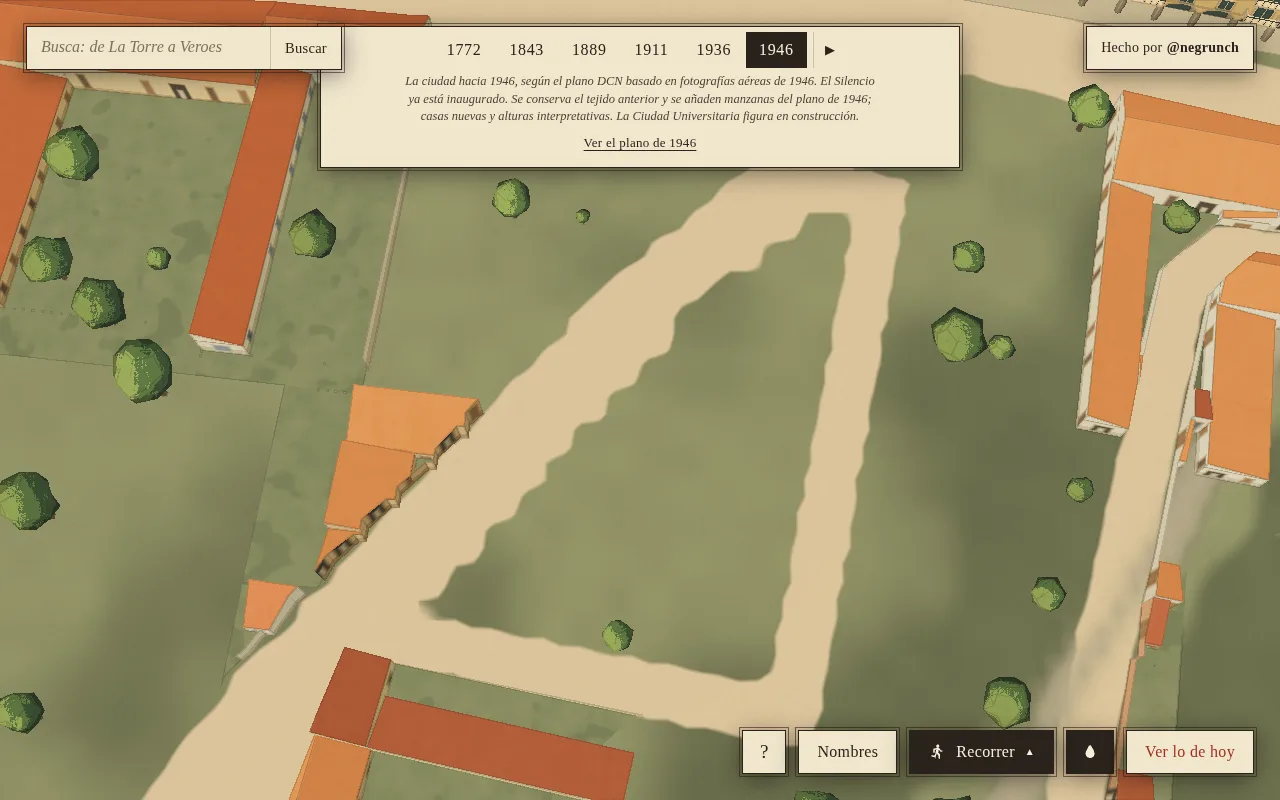 Busca: de La Torre a Veroes
Buscar
1772 1843 1889 1911 1936 1946 ▶
La ciudad hacia 1946, según el plano DCN basado en fotografías aéreas de 1946. El Silencio
ya está inaugurado. Se conserva el tejido anterior y se añaden manzanas del plano de 1946;
casas nuevas y alturas interpretativas. La Ciudad Universitaria figura en construcción.
Ver el plano de 1946
Hecho por @negrunch
?
Nombres
Recorrer ▲
Ver lo de hoy